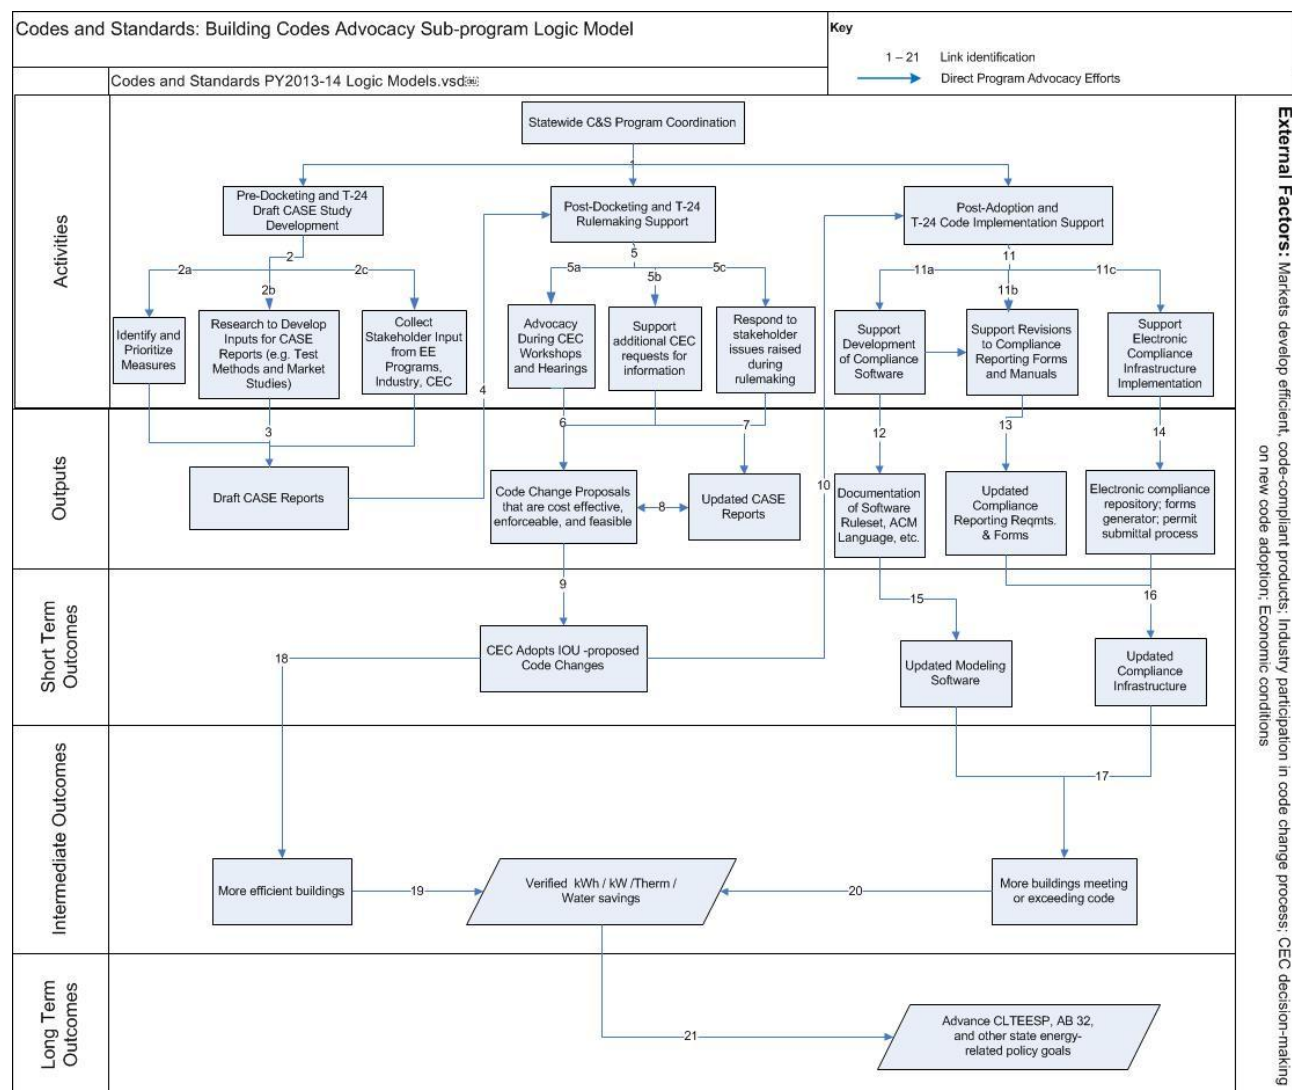 Codes and Standards: Building Codes Advocacy Sub-program Logic Model
Codes and Standards PY2013-14 Logic Models.vsd
Key
1 – 21 Link identification
Direct Program Advocacy Efforts
Activities
Statewide C&S Program Coordination
1
Pre-Docketing and T-24
Draft CASE Study
Development
Post-Docketing and T-24
Rulemaking Support
Post-Adoption and
T-24 Code Implementation Support
2
2a
2b
2c
5
5a
5b
5c
11
11a
11b
11c
Identify and
Prioritize
Measures
Research to Develop
Inputs for CASE
Reports (e.g. Test
Methods and Market
Studies)
Collect
Stakeholder Input
from EE
Programs,
Industry, CEC
Advocacy
During CEC
Workshops
and Hearings
Support
additional CEC
requests for
information
Respond to
stakeholder
issues raised
during
rulemaking
Support
Development
of Compliance
Software
Support Revisions
to Compliance
Reporting Forms
and Manuals
Support
Electronic
Compliance
Infrastructure
Implementation
4
Outputs
3
6
7
12
13
14
10
Draft CASE Reports
Code Change Proposals
that are cost effective,
enforceable, and feasible
8
Updated CASE
Reports
Documentation
of Software
Ruleset, ACM
Language, etc.
Updated
Compliance
Reporting Reqmts.
& Forms
Electronic compliance
repository; forms
generator; permit
submittal process
Short Term
Outcomes
9
15
16
18
CEC Adopts IOU -proposed
Code Changes
Updated Modeling
Software
Updated
Compliance
Infrastructure
Intermediate Outcomes
17
More efficient buildings
19
Verified kWh / kW /Therm /
Water savings
20
More buildings meeting
or exceeding code
Long Term
Outcomes
21
Advance CLTEESP, AB 32,
and other state energy-
related policy goals
External Factors: Markets develop efficient, code-compliant products; Industry participation in code change process; CEC decision-making
on new code adoption; Economic conditions